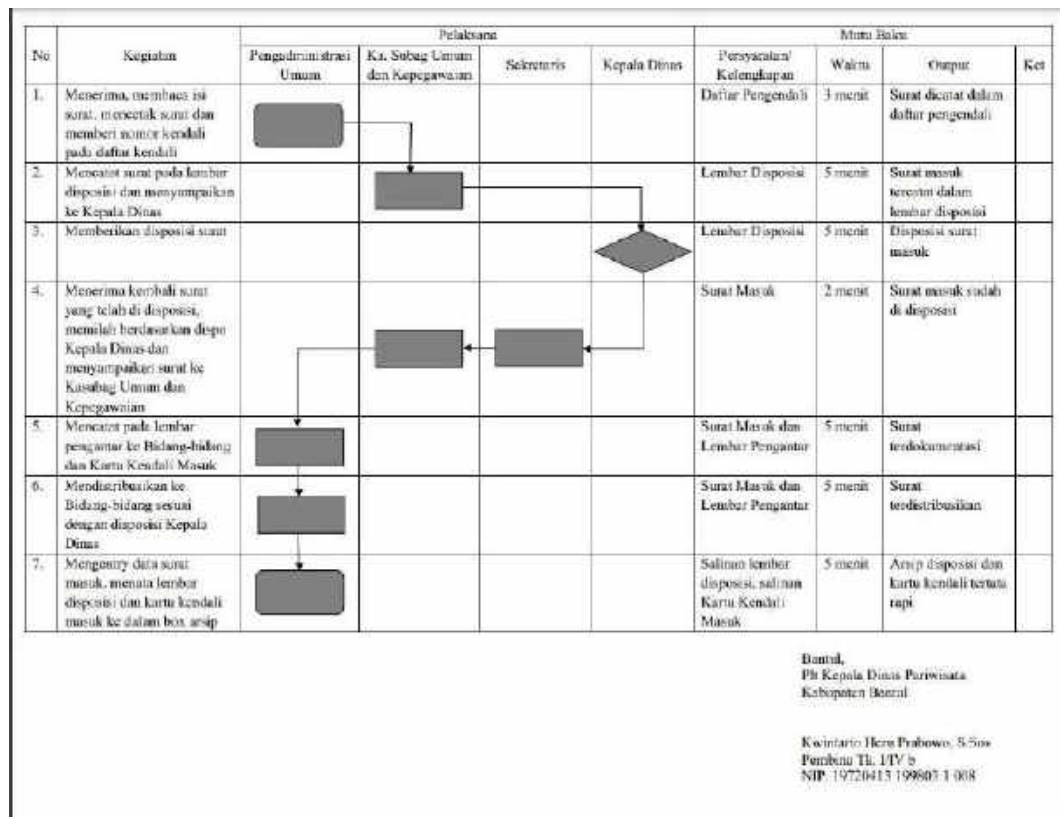 Pelaksana
Mutu Baku
No
Kegiatan
Pengadministrasi
Umum
Ka. Subag Umum
dan Kepegawaian
Sekretaris
Kepala Dinas
Persyaratan/
Kelengkapan
Waktu
Output
Ket
1.
Menerima, membaca isi
surat, mencetak surat dan
memberi nomor kendali
pada daftar kendali
Daftar Pengendali
3 menit
Surat dicatat dalam
daftar pengendali
2.
Mencatat surat pada lembar
disposisi dan menyampaikan
ke Kepala Dinas
Lembar Disposisi
5 menit
Surat masuk
tercatat dalam
lembar disposisi
3.
Memberikan disposisi surat
Lembar Disposisi
5 menit
Disposisi surat
masuk
4.
Menerima kembali surat
yang telah di disposisi,
memilah berdasarkan dispo
Kepala Dinas dan
menyampaikan surat ke
Kasubag Umum dan
Kepegawaian
Surat Masuk
2 menit
Surat masuk sudah
di disposisi
5.
Mencatat pada lembar
pengantar ke Bidang-bidang
dan Kartu Kendali Masuk
Surat Masuk dan
Lembar Pengantar
5 menit
Surat
terdokumentasi
6.
Mendistribusikan ke
Bidang-bidang sesuai
dengan disposisi Kepala
Dinas
Surat Masuk dan
Lembar Pengantar
5 menit
Surat
terdistribusikan
7.
Mengentry data surat
masuk, menata lembar
disposisi dan kartu kendali
masuk ke dalam box arsip
Salinan lembar
disposisi, salinan
Kartu Kendali
Masuk
5 menit
Arsip disposisi dan
kartu kendali tertata
rapi
Bantul,
Plt Kepala Dinas Pariwisata
Kabupaten Bantul
Kwintarto Heru Prabowo, S.Sos
Pembina Tk. I/IV b
NIP. 19720413 199803 1 008